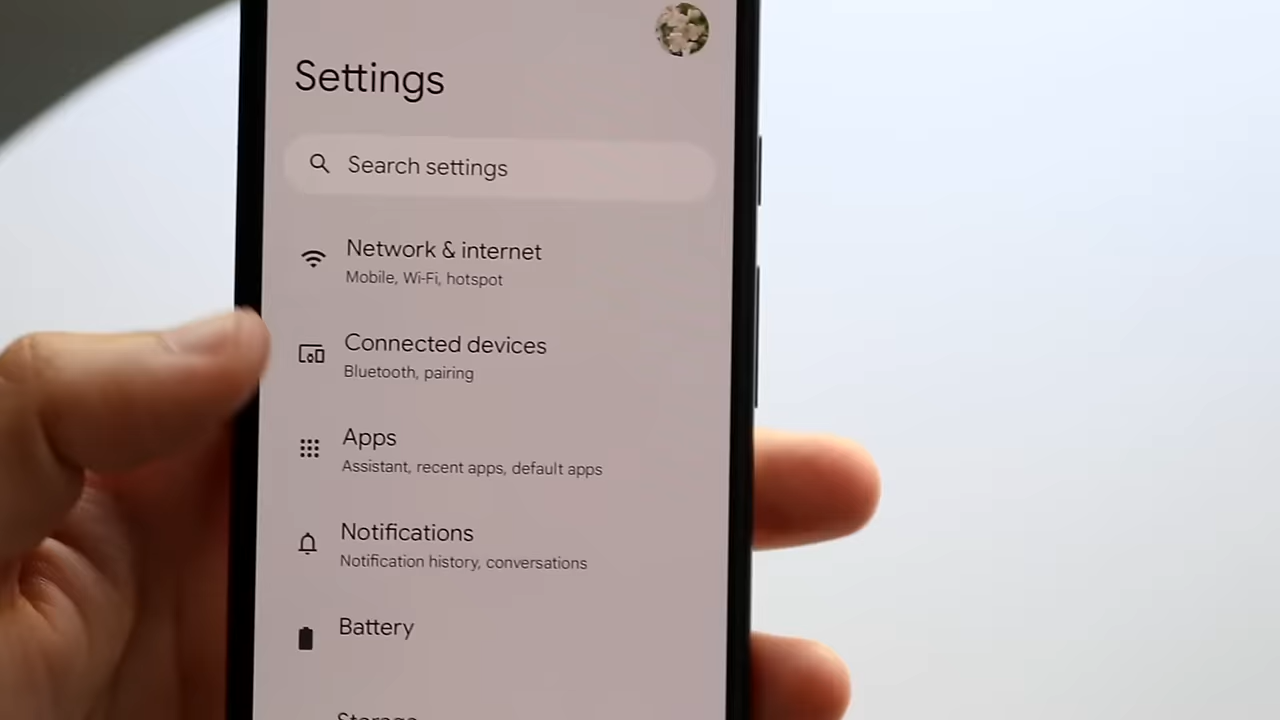 Settings
Search settings
Network & internet
Mobile, Wi-Fi, hotspot
Connected devices
Bluetooth, pairing
Apps
Assistant, recent apps, default apps
Notifications
Notification history, conversations
Battery
Storage